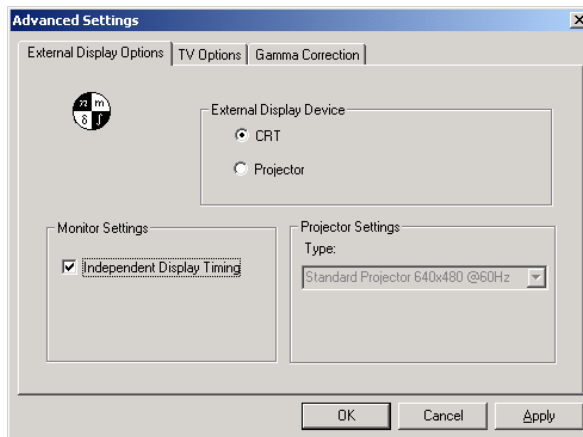 Advanced Settings
External Display Options TV Options Gamma Correction
n m
δ ∫
External Display Device
CRT
Projector
Monitor Settings
Independent Display Timing
Projector Settings
Type:
Standard Projector 640x480 @60Hz
OK Cancel Apply